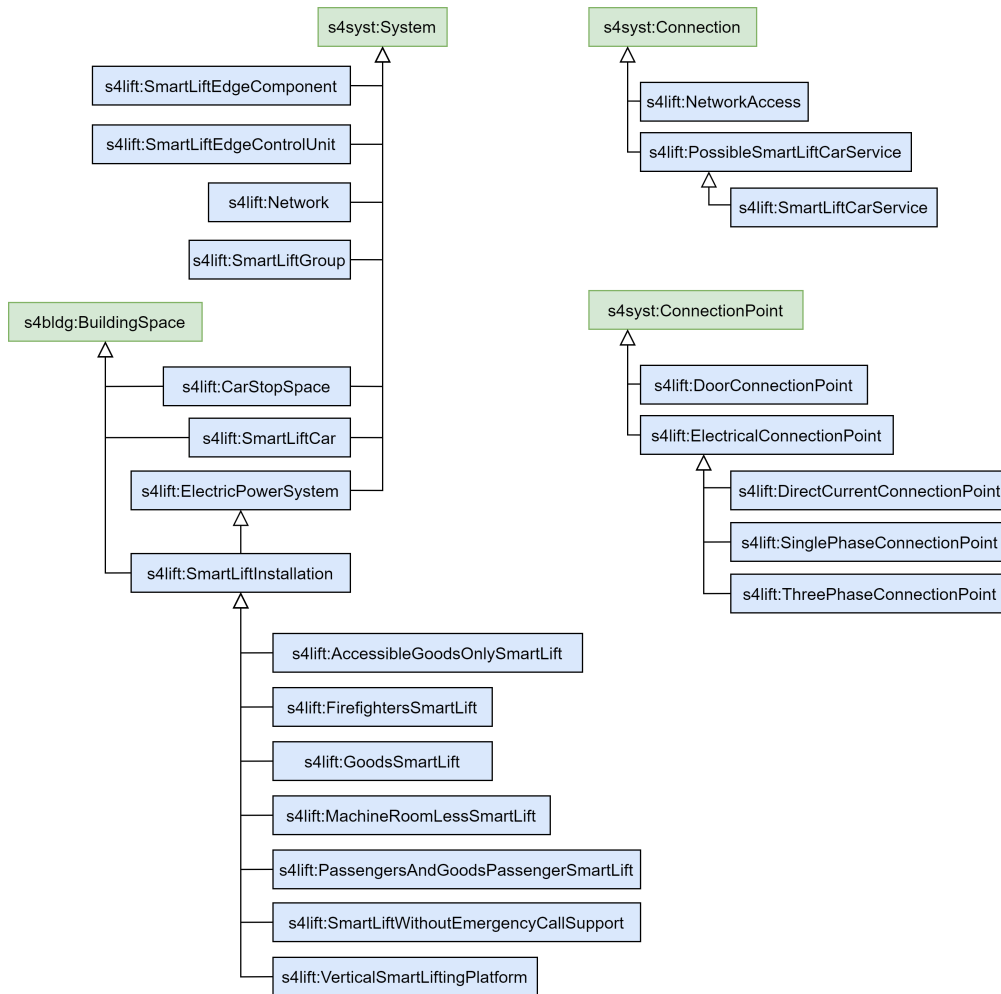 s4syst:System
s4lift:SmartLiftEdgeComponent
s4lift:SmartLiftEdgeControlUnit
s4lift:Network
s4lift:SmartLiftGroup
s4bldg:BuildingSpace
s4lift:CarStopSpace
s4lift:SmartLiftCar
s4lift:ElectricPowerSystem
s4lift:SmartLiftInstallation
s4lift:AccessibleGoodsOnlySmartLift
s4lift:FirefightersSmartLift
s4lift:GoodsSmartLift
s4lift:MachineRoomLessSmartLift
s4lift:PassengersAndGoodsPassengerSmartLift
s4lift:SmartLiftWithoutEmergencyCallSupport
s4lift:VerticalSmartLiftingPlatform
s4syst:Connection
s4lift:NetworkAccess
s4lift:PossibleSmartLiftCarService
s4lift:SmartLiftCarService
s4syst:ConnectionPoint
s4lift:DoorConnectionPoint
s4lift:ElectricalConnectionPoint
s4lift:DirectCurrentConnectionPoint
s4lift:SinglePhaseConnectionPoint
s4lift:ThreePhaseConnectionPoint